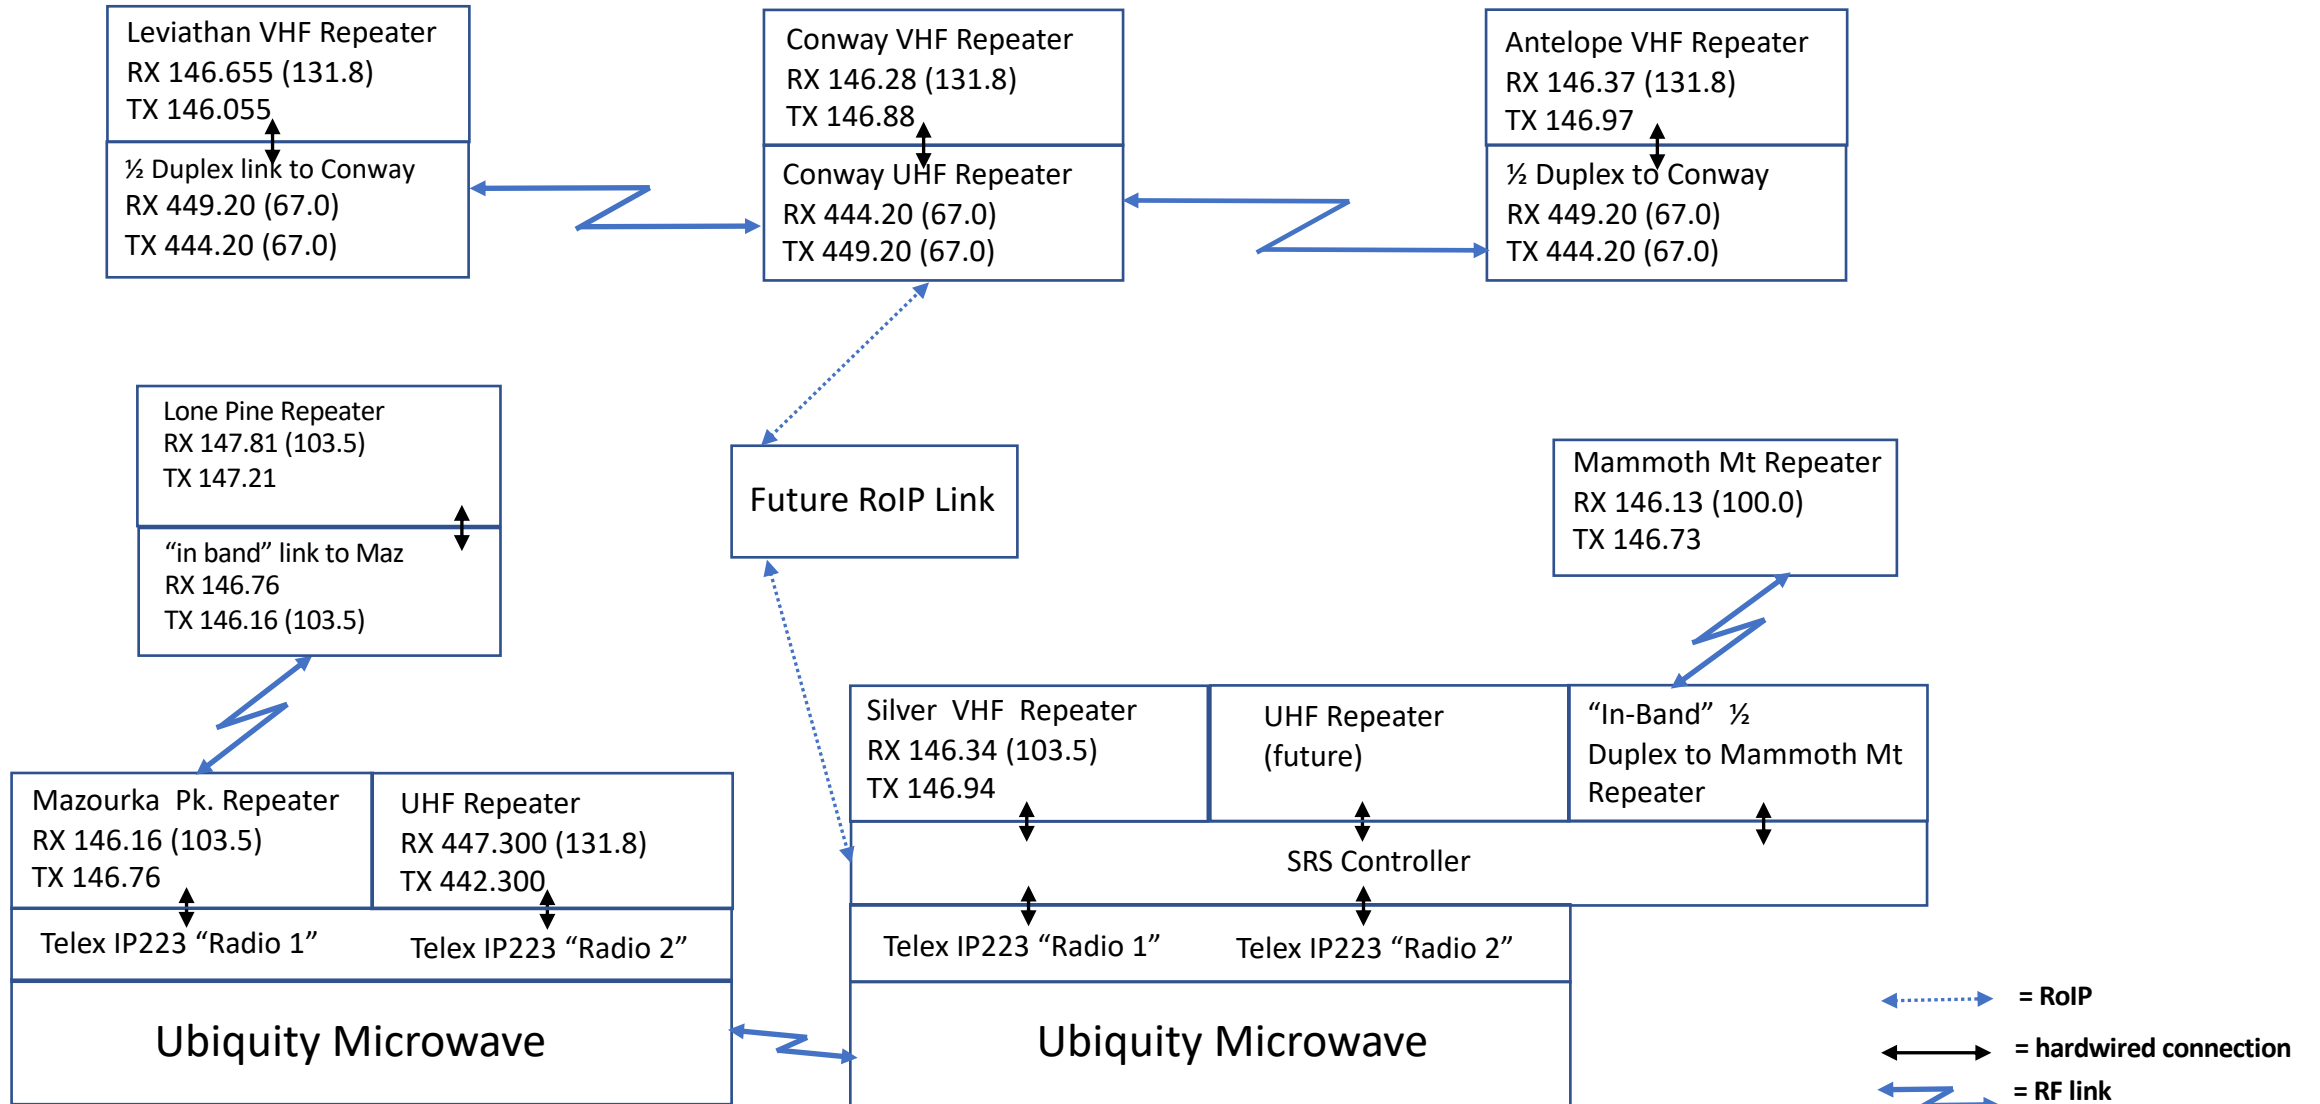 Leviathan VHF Repeater
RX 146.655 (131.8)
TX 146.055
½ Duplex link to Conway
RX 449.20 (67.0)
TX 444.20 (67.0)
Conway VHF Repeater
RX 146.28 (131.8)
TX 146.88
Conway UHF Repeater
RX 444.20 (67.0)
TX 449.20 (67.0)
Antelope VHF Repeater
RX 146.37 (131.8)
TX 146.97
½ Duplex to Conway
RX 449.20 (67.0)
TX 444.20 (67.0)
Lone Pine Repeater
RX 147.81 (103.5)
TX 147.21
“in band” link to Maz
RX 146.76
TX 146.16 (103.5)
Future RoIP Link
Mammoth Mt Repeater
RX 146.13 (100.0)
TX 146.73
Mazourka Pk. Repeater
RX 146.16 (103.5)
TX 146.76
UHF Repeater
RX 447.300 (131.8)
TX 442.300
Telex IP223 “Radio 1”
Telex IP223 “Radio 2”
Ubiquity Microwave
Silver VHF Repeater
RX 146.34 (103.5)
TX 146.94
UHF Repeater
(future)
“In-Band” ½
Duplex to Mammoth Mt
Repeater
SRS Controller
Telex IP223 “Radio 1”
Telex IP223 “Radio 2”
Ubiquity Microwave
= RoIP
= hardwired connection
= RF link